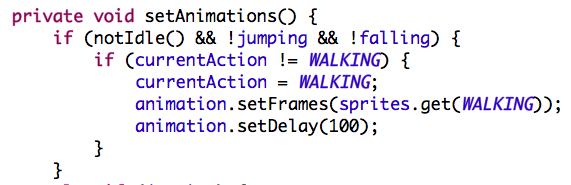 private void setAnimations() {
    if (notIdle() && !jumping && !falling) {
        if (currentAction != WALKING) {
            currentAction = WALKING;
            animation.setFrames(sprites.get(WALKING));
            animation.setDelay(100);
        }
    }